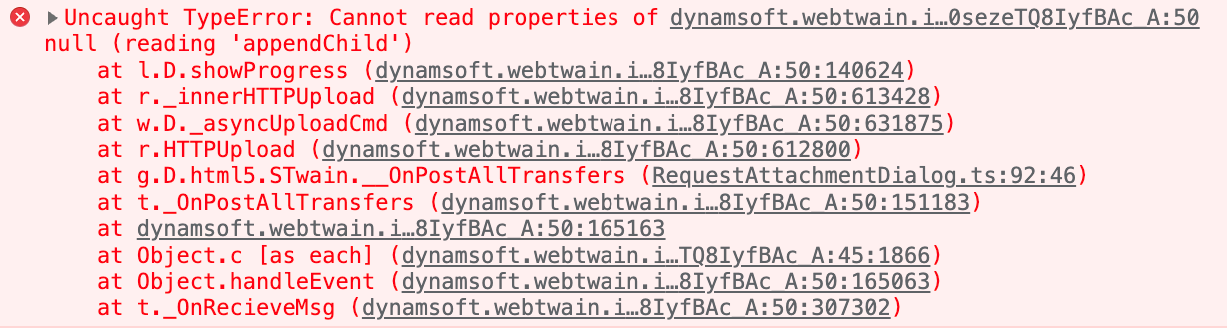 Uncaught TypeError: Cannot read properties of dynamsoft.webtwain.i…0sezeTQ8IyfBAc_A:50
null (reading 'appendChild')
at l.D.showProgress (dynamsoft.webtwain.i…8IyfBAc_A:50:140624)
at r._innerHTTPUpload (dynamsoft.webtwain.i…8IyfBAc_A:50:613428)
at w.D._asyncUploadCmd (dynamsoft.webtwain.i…8IyfBAc_A:50:631875)
at r.HTTPUpload (dynamsoft.webtwain.i…8IyfBAc_A:50:612800)
at g.D.html5.STwain.__OnPostAllTransfers (RequestAttachmentDialog.ts:92:46)
at t._OnPostAllTransfers (dynamsoft.webtwain.i…8IyfBAc_A:50:151183)
at dynamsoft.webtwain.i…8IyfBAc_A:50:165163
at Object.c [as each] (dynamsoft.webtwain.i…TQ8IyfBAc_A:45:1866)
at Object.handleEvent (dynamsoft.webtwain.i…8IyfBAc_A:50:165063)
at t._OnRecieveMsg (dynamsoft.webtwain.i…8IyfBAc_A:50:307302)